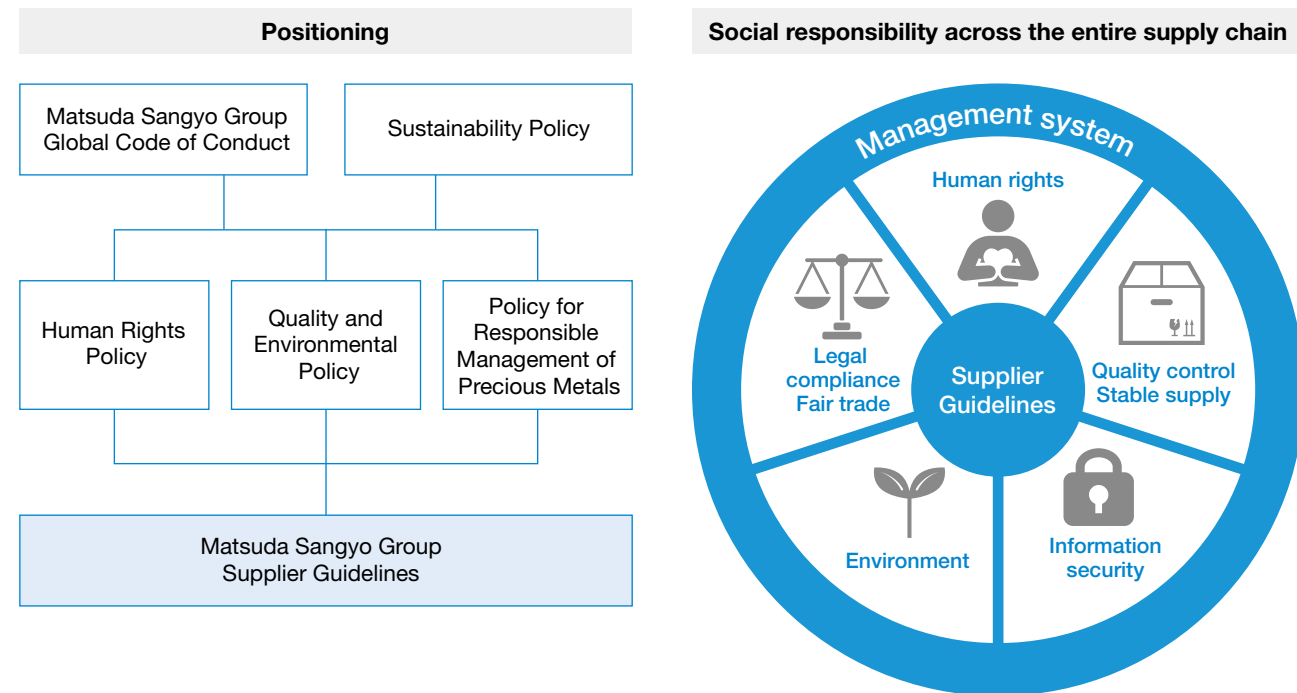 Positioning
Matsuda Sangyo Group
Global Code of Conduct
Sustainability Policy
Human Rights
Policy
Quality and
Environmental
Policy
Policy for
Responsible
Management of
Precious Metals
Matsuda Sangyo Group
Supplier Guidelines
Social responsibility across the entire supply chain
Management system
Human rights
Legal
compliance
Fair trade
Supplier
Guidelines
Quality control
Stable supply
Environment
Information
security